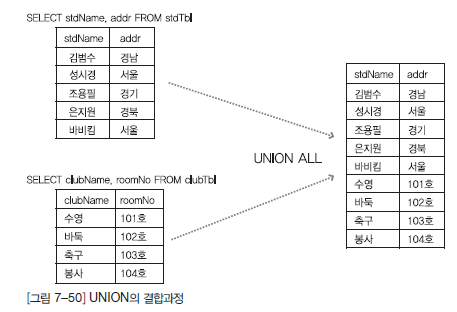 SELECT stdName, addr FROM stdTbl
stdName addr
김범수 경남
성시경 서울
조용필 경기
은지원 경북
바비킴 서울
UNION ALL
SELECT clubName, roomNo FROM clubTbl
clubName roomNo
수영 101호
바둑 102호
축구 103호
봉사 104호
stdName addr
김범수 경남
성시경 서울
조용필 경기
은지원 경북
바비킴 서울
수영 101호
바둑 102호
축구 103호
봉사 104호
[그림 7-50] UNION의 결합과정